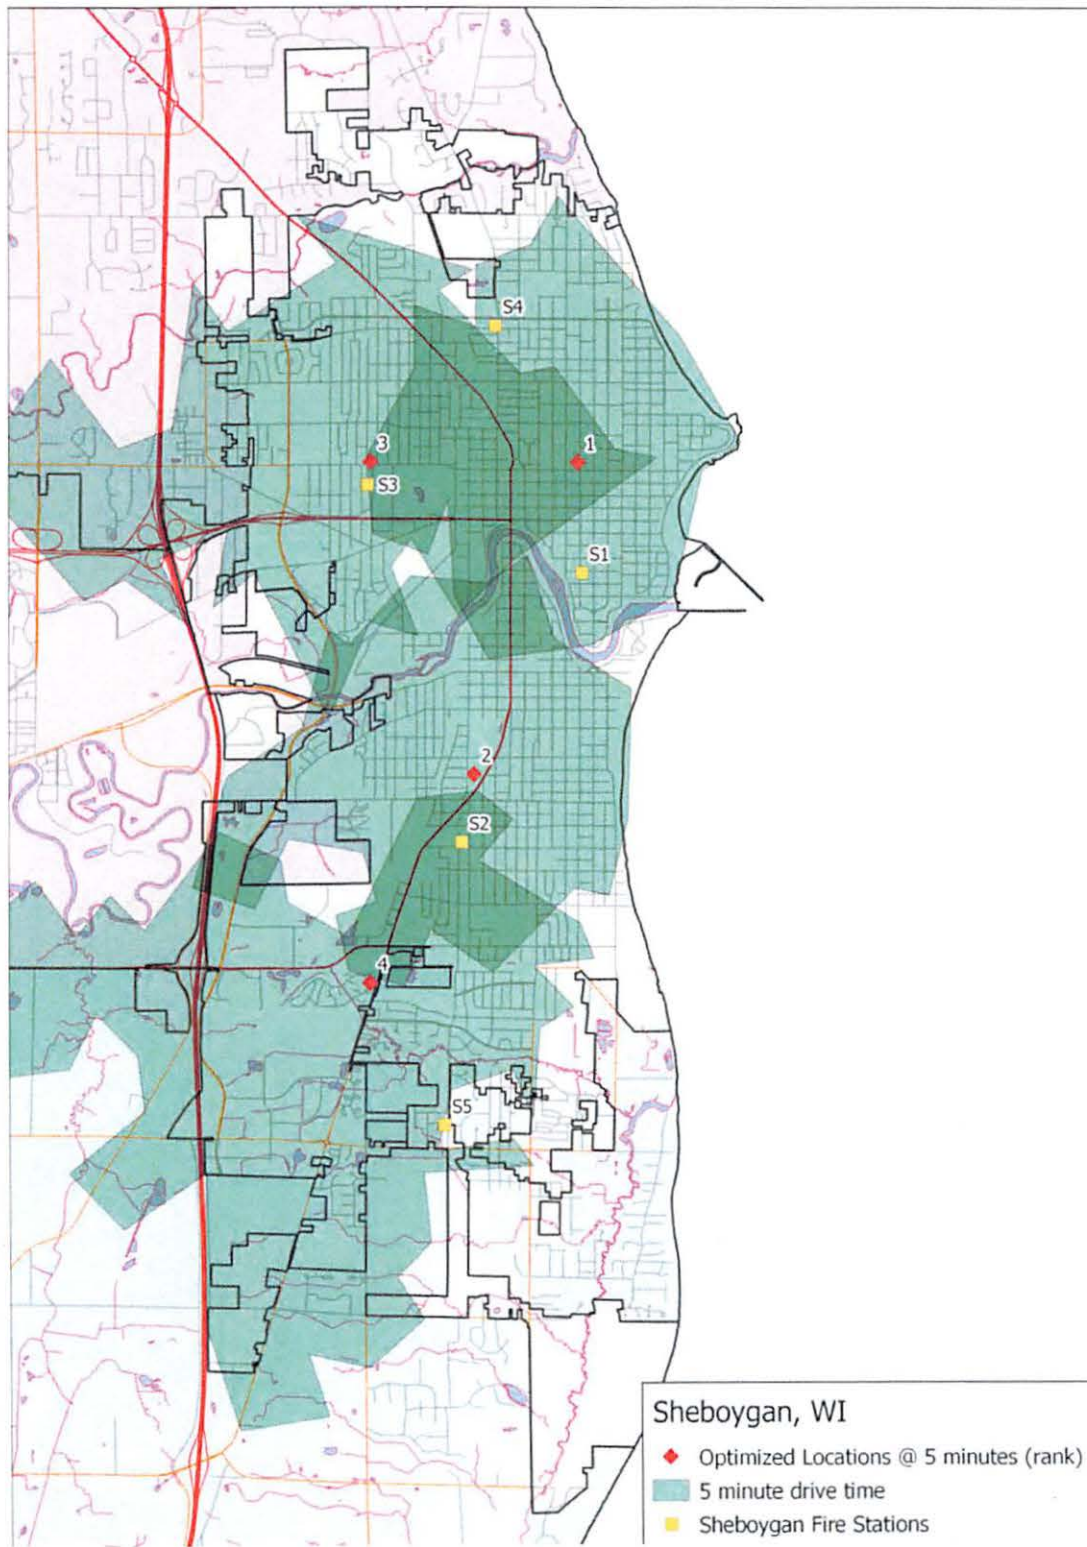 S4
3
1
S3
S1
2
S2
4
S5
Sheboygan, WI
Optimized Locations @ 5 minutes (rank)
5 minute drive time
Sheboygan Fire Stations